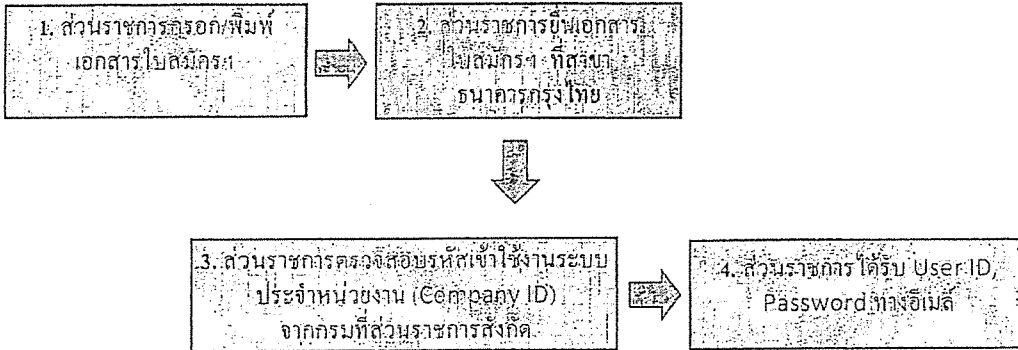 1. ส่วนราชการกรอก/พิมพ์
เอกสารใบสมัครฯ
2. ส่วนราชการยื่นเอกสาร
ใบสมัครฯ ที่สาขา
ธนาคารกรุงไทย
3. ส่วนราชการตรวจสอบรหัสเข้าใช้งานระบบ
ประจำหน่วยงาน (Company ID)
จากกรมที่ส่วนราชการสังกัด
4. ส่วนราชการได้รับ User ID,
Password ทางอีเมล์